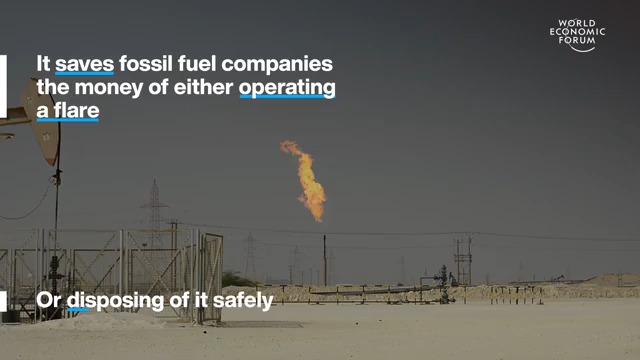 WORLD
ECONOMIC
FORUM
It saves fossil fuel companies
the money of either operating
a flare
Or disposing of it safely